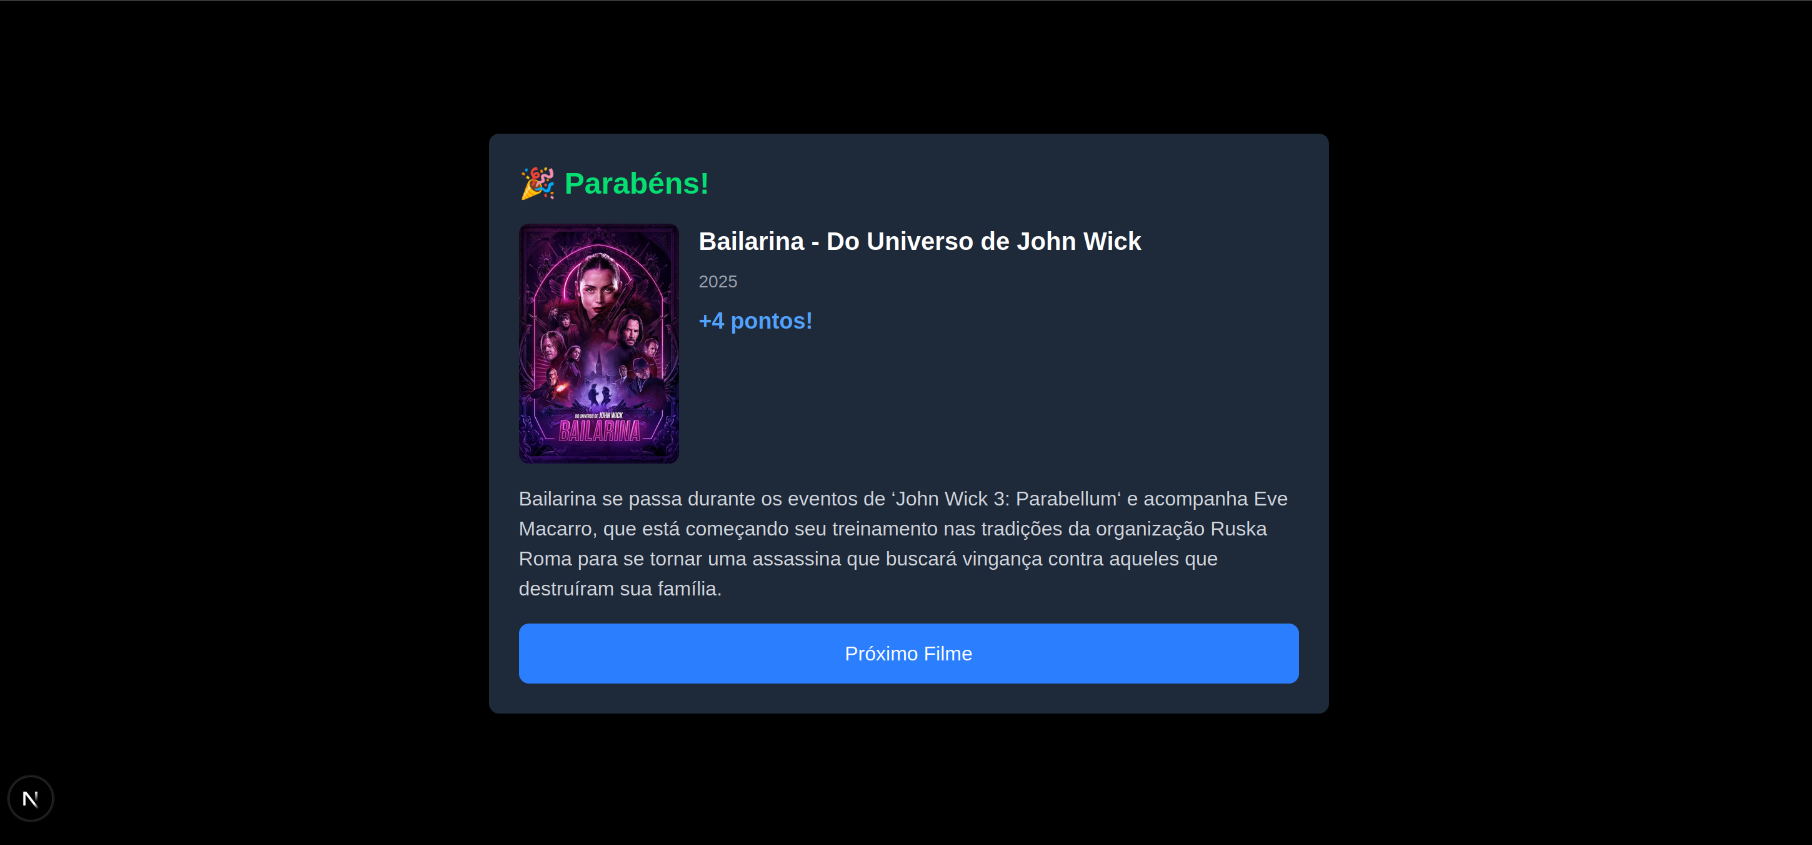 🎉 Parabéns!
Bailarina - Do Universo de John Wick
2025
+4 pontos!
DO UNIVERSO DE JOHN WICK
BAILARINA
Bailarina se passa durante os eventos de ‘John Wick 3: Parabellum‘ e acompanha Eve
Macarro, que está começando seu treinamento nas tradições da organização Ruska
Roma para se tornar uma assassina que buscará vingança contra aqueles que
destruíram sua família.
Próximo Filme
N